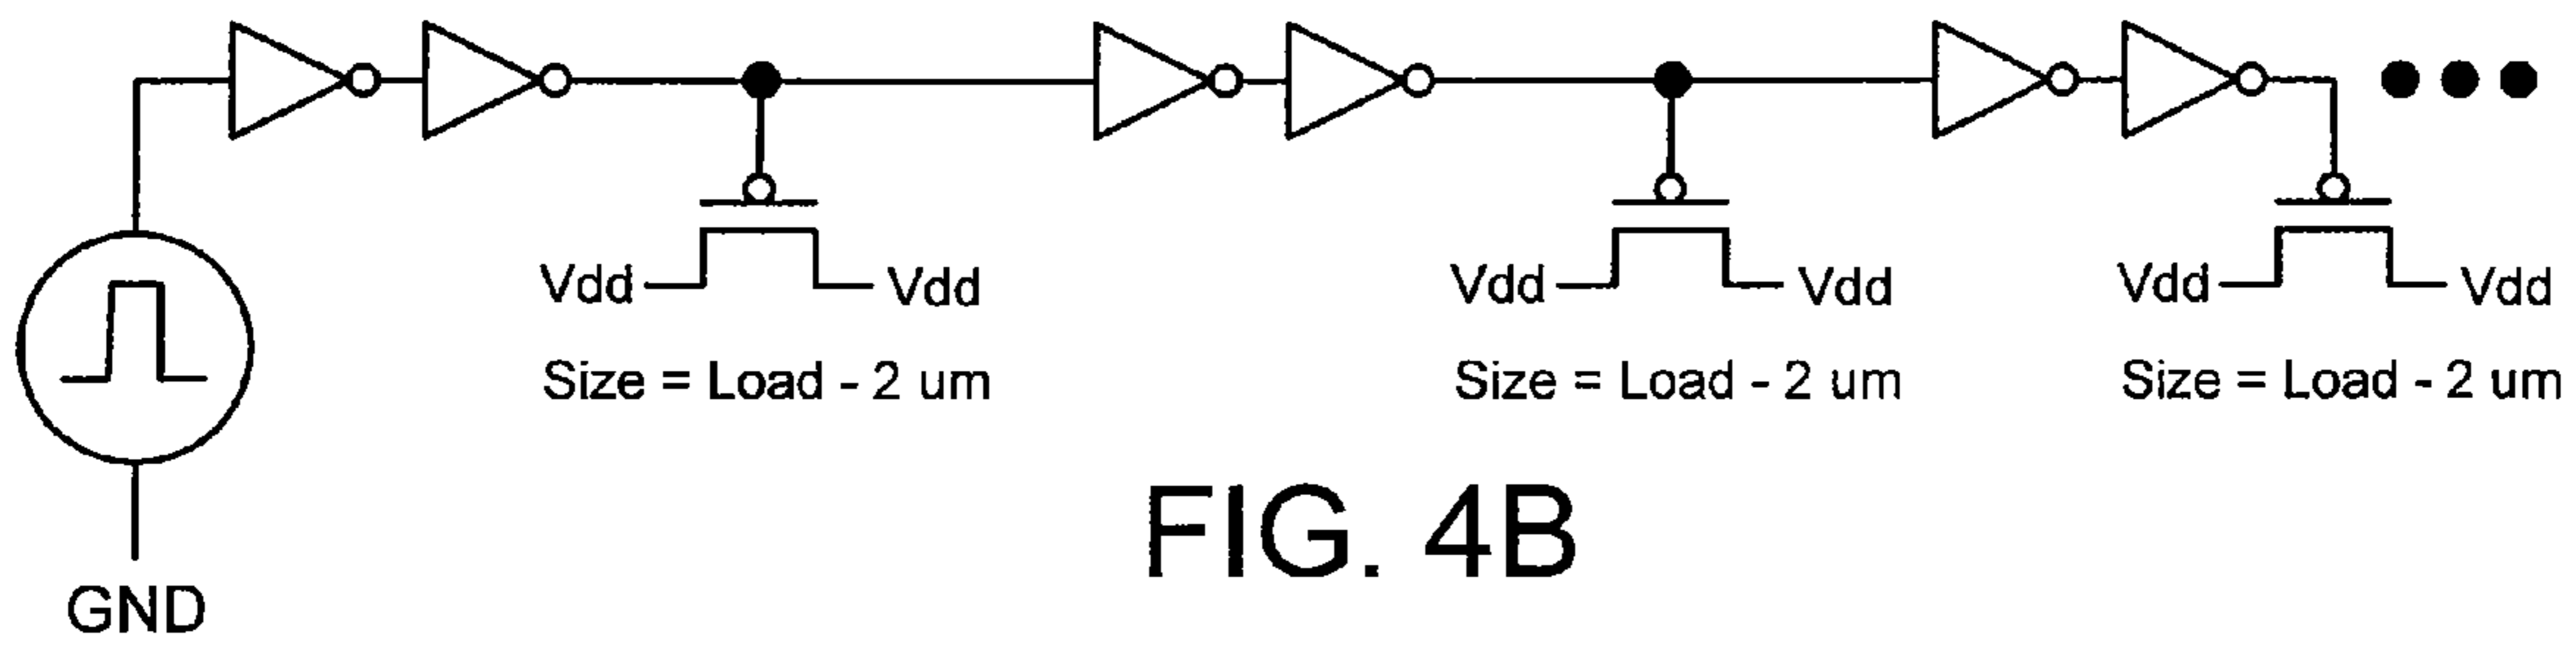 Vdd Vdd Vdd Vdd Vdd Vdd
Size = Load - 2 um Size = Load - 2 um Size = Load - 2 um
FIG. 4B
GND